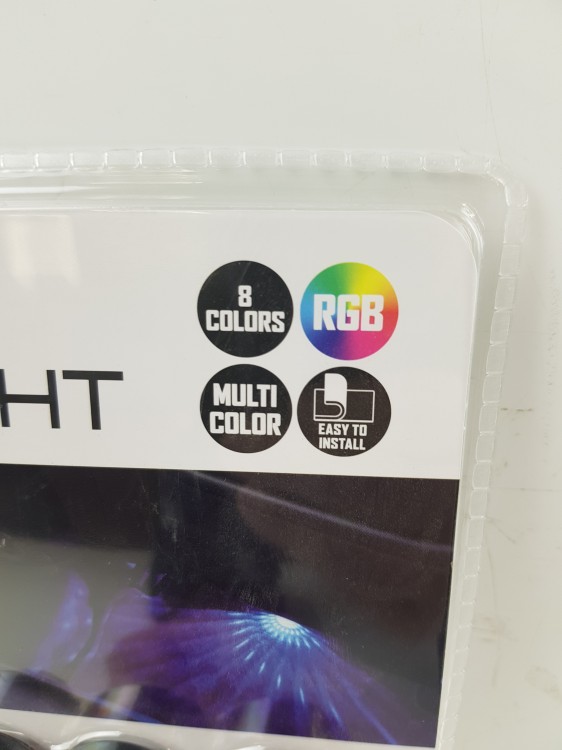 8
COLORS
RGB
HT
MULTI
COLOR
EASY TO
INSTALL